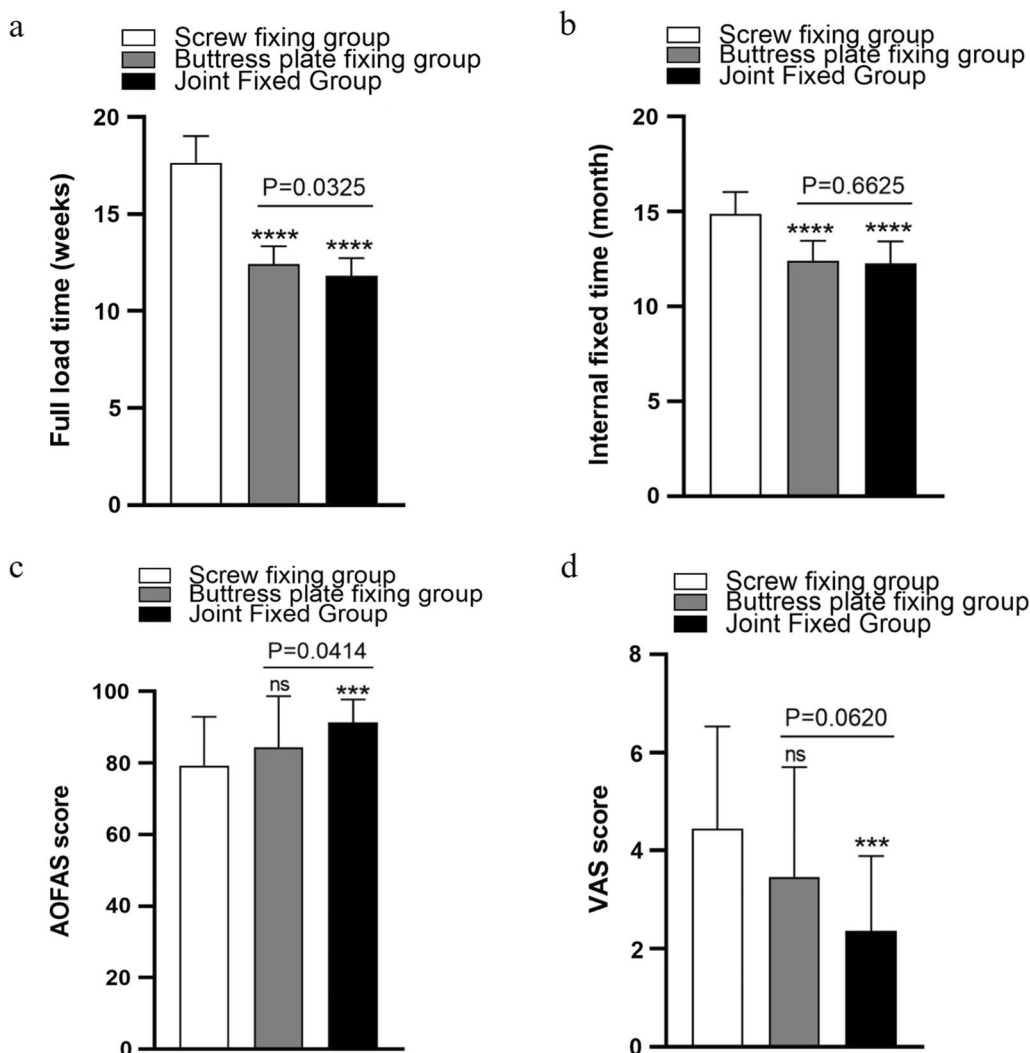 a
Screw fixing group
Buttress plate fixing group
Joint Fixed Group
20
15
10
5
0
Full load time (weeks)
P=0.0325
**** ****
b
Screw fixing group
Buttress plate fixing group
Joint Fixed Group
20
15
10
5
0
Internal fixed time (month)
P=0.6625
**** ****
c
Screw fixing group
Buttress plate fixing group
Joint Fixed Group
100
80
60
40
20
0
AOFAS score
P=0.0414
ns ***
d
Screw fixing group
Buttress plate fixing group
Joint Fixed Group
8
6
4
2
0
VAS score
P=0.0620
ns
***